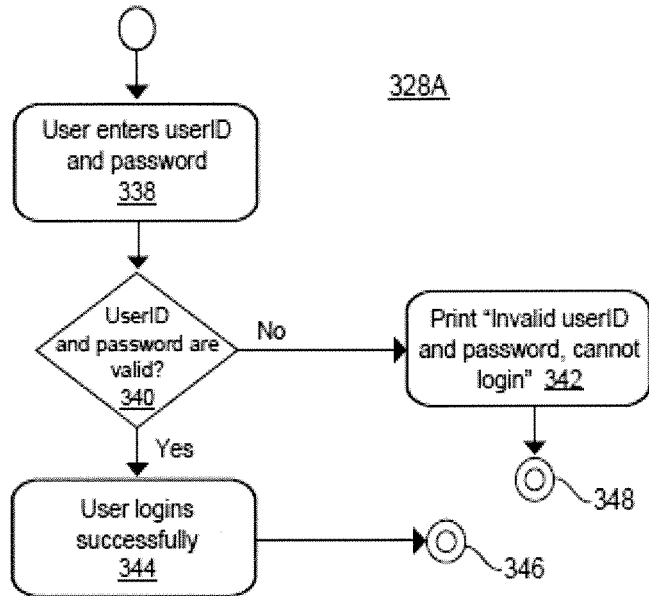 328A
User enters userID
and password
338
UserID
and password are
valid?
340
No
Print “Invalid userID
and password, cannot
login” 342
Yes
348
User logins
successfully
344
346